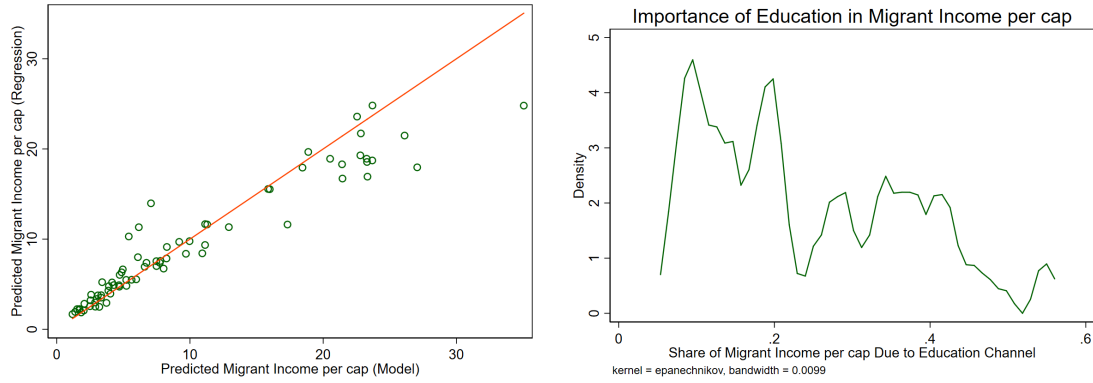 Predicted Migrant Income per cap (Regression)
30
20
10
0
0 10 20 30
Predicted Migrant Income per cap (Model)
Importance of Education in Migrant Income per cap
Density
5
4
3
2
1
0
0 .2 .4 .6
Share of Migrant Income per cap Due to Education Channel
kernel = epanechnikov, bandwidth = 0.0099